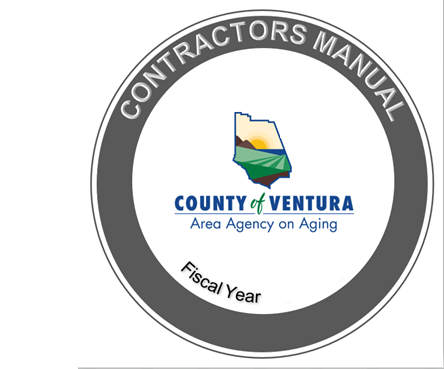 CONTRACTORS MANUAL
COUNTY of VENTURA
Area Agency on Aging
Fiscal Year